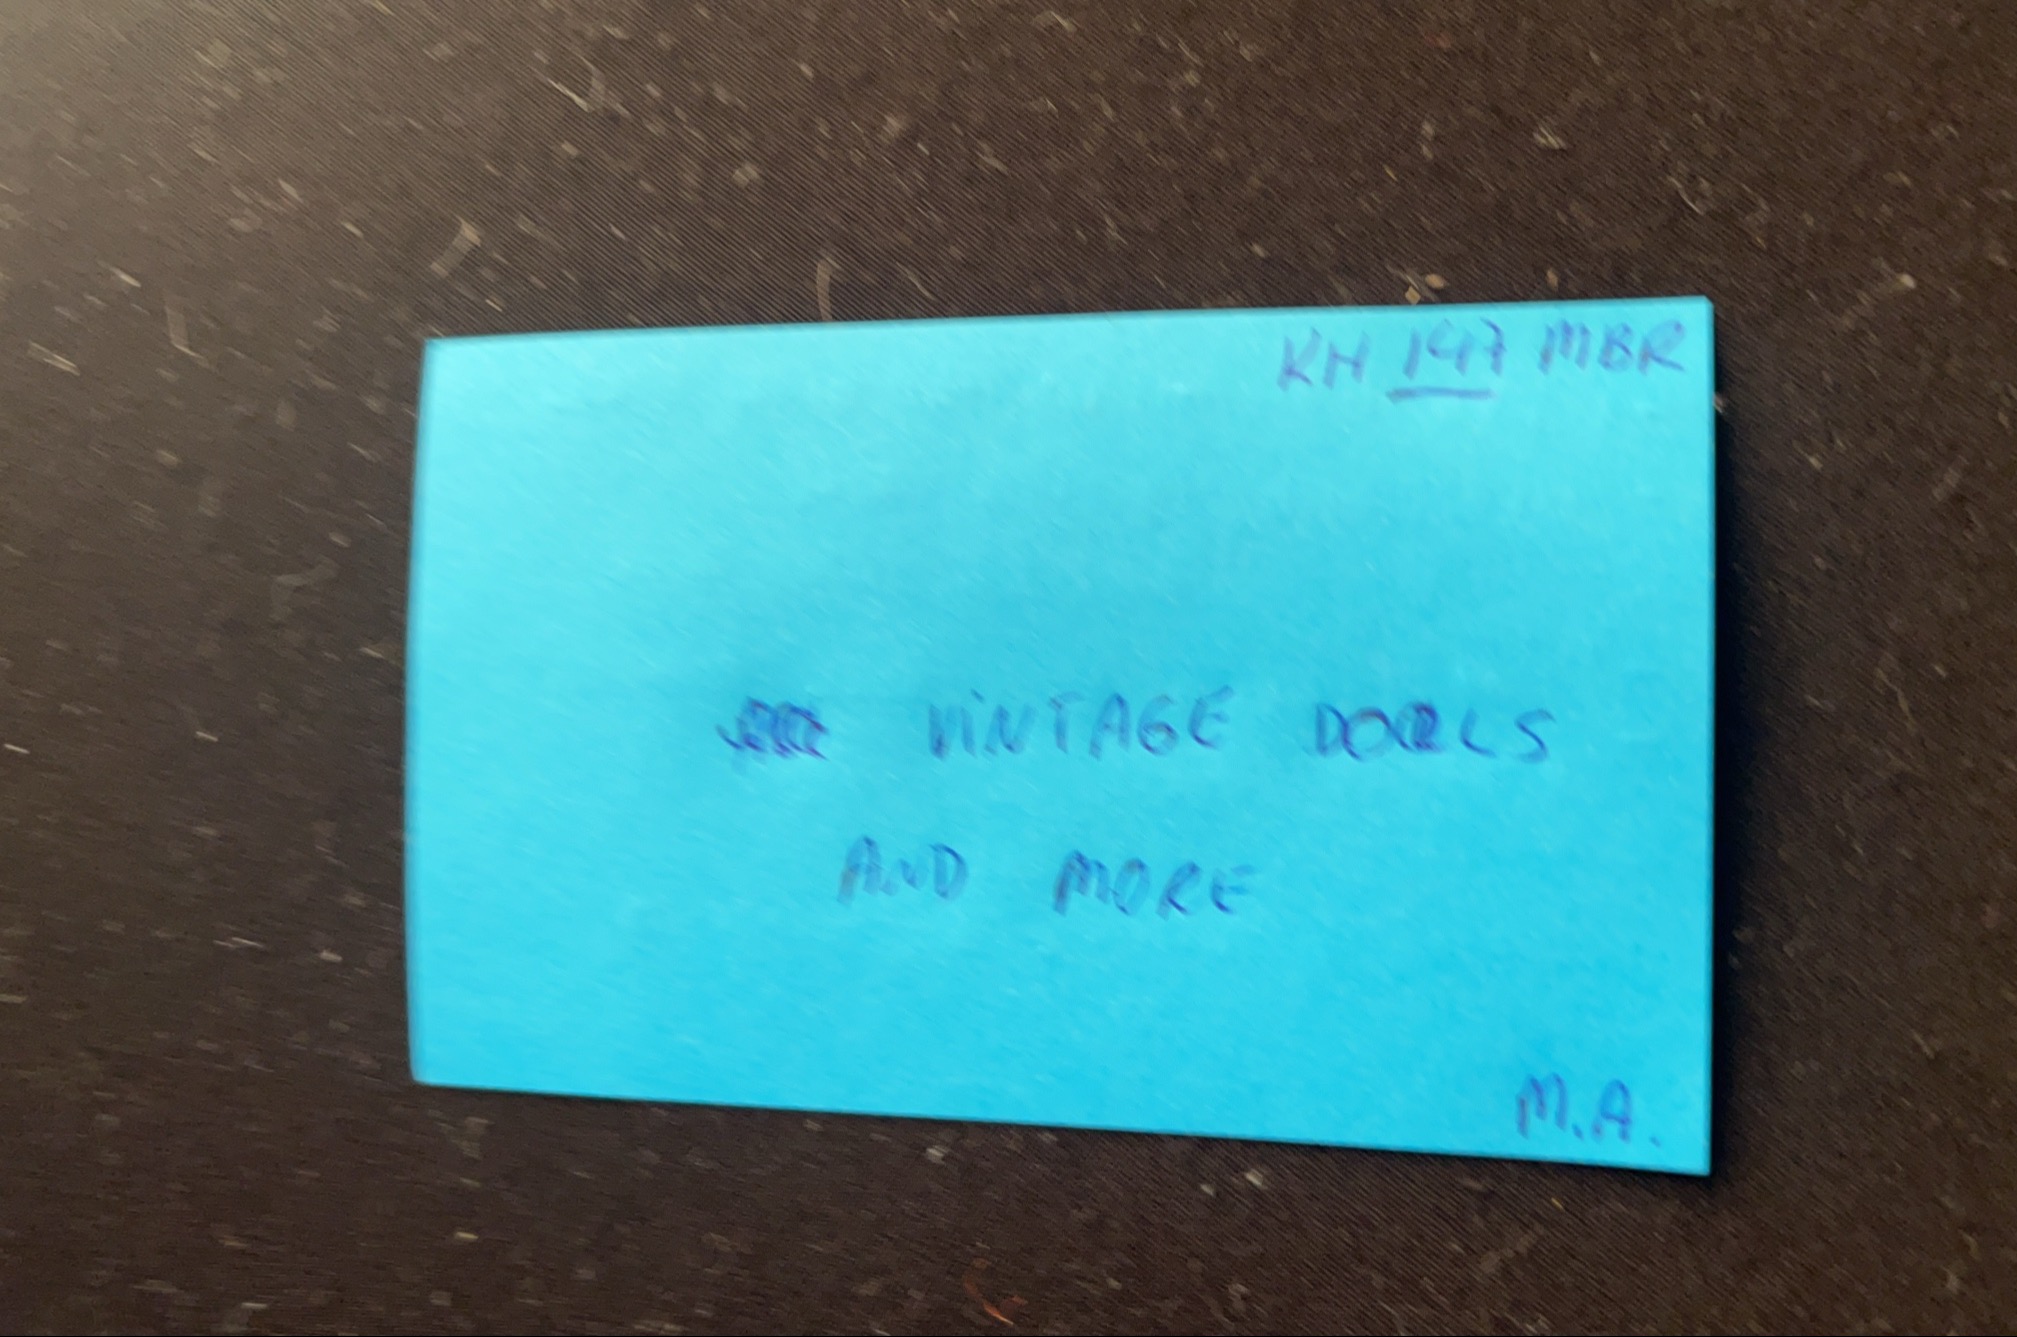 KH 147 MBR
VINTAGE DOLLS
AND MORE
M.A.